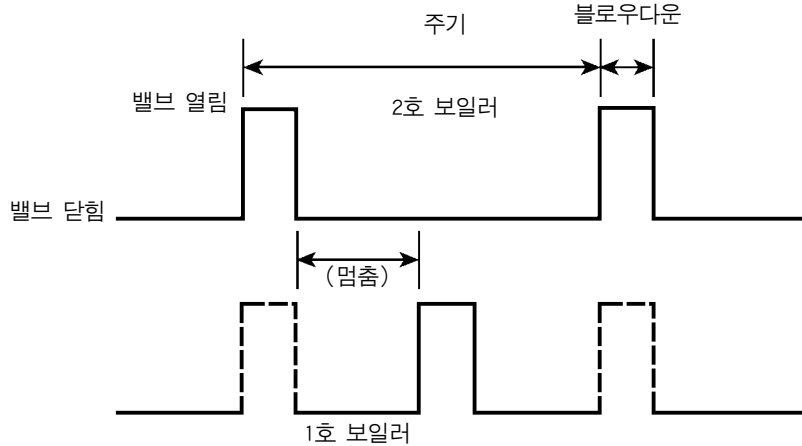 주기
블로우다운
밸브 열림
2호 보일러
밸브 닫힘
(멈춤)
1호 보일러